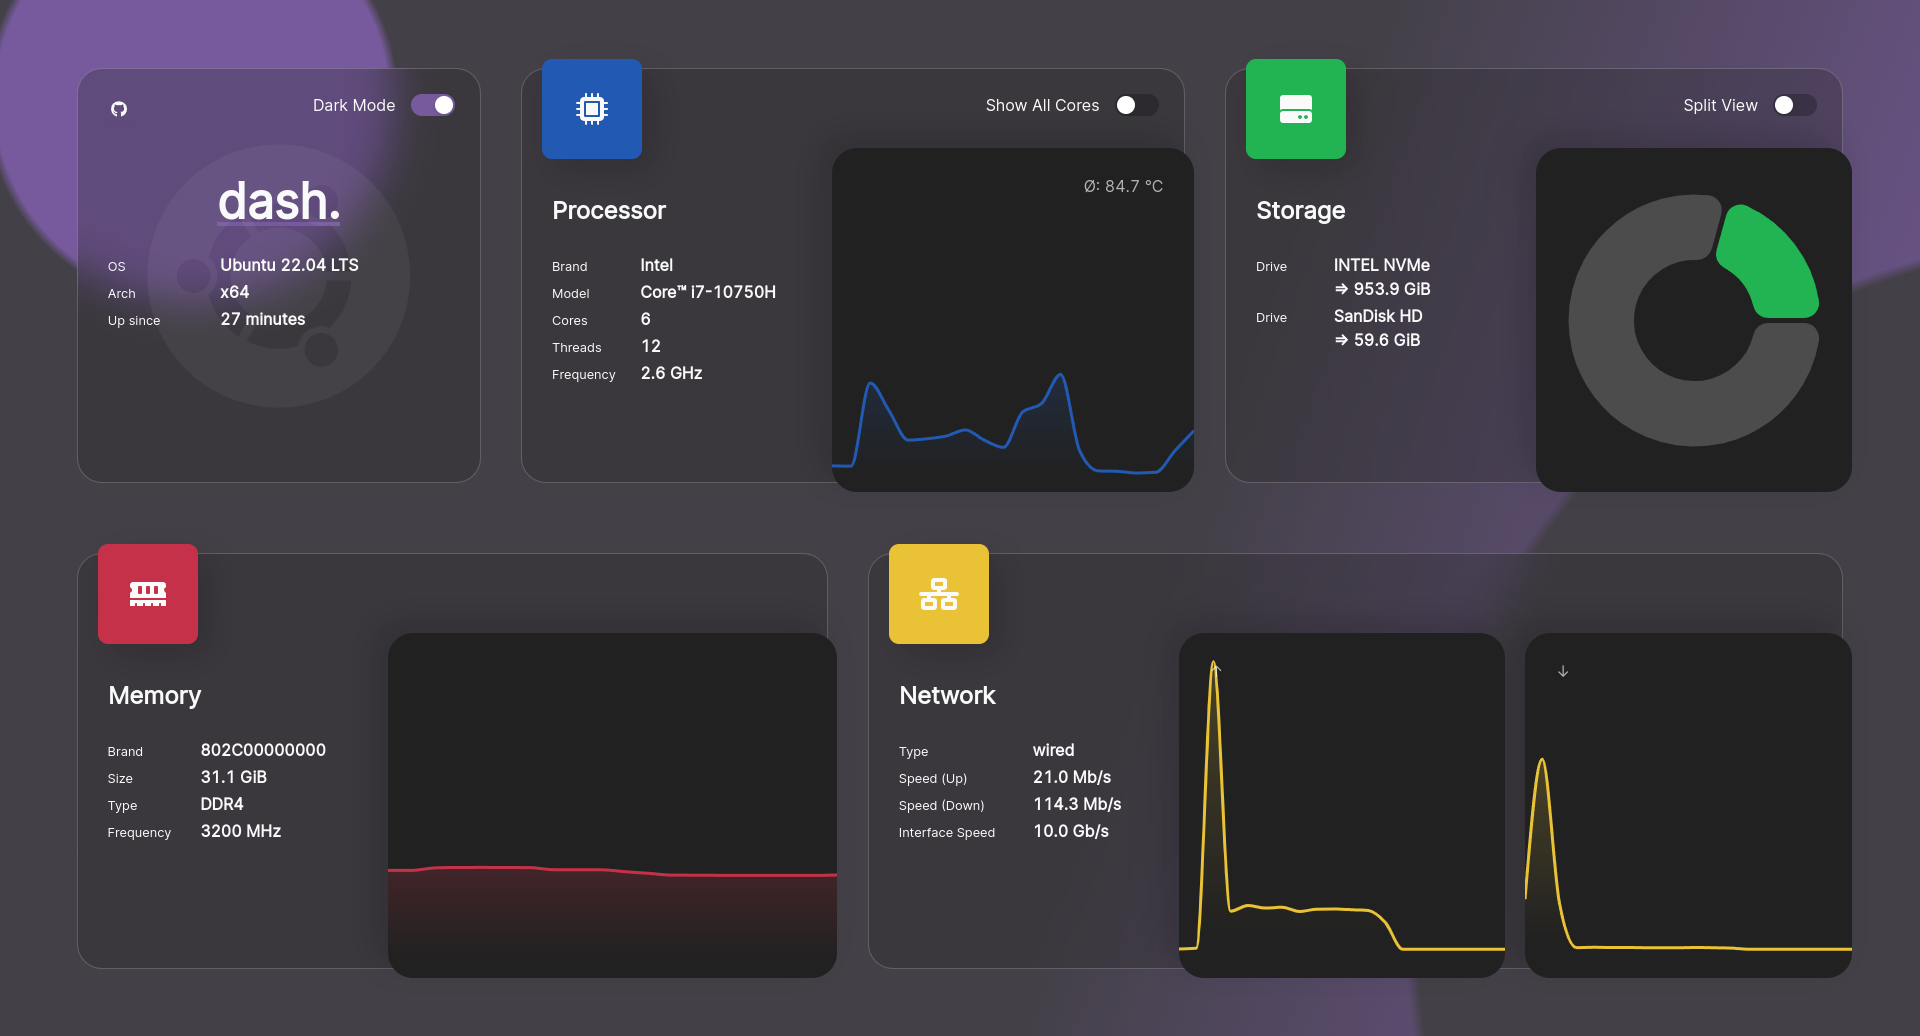 Dark Mode
dash.
OS Ubuntu 22.04 LTS
Arch x64
Up since 27 minutes
Show All Cores
Ø: 84.7 °C
Processor
Brand Intel
Model Core™ i7-10750H
Cores 6
Threads 12
Frequency 2.6 GHz
Split View
Storage
Drive INTEL NVMe
⇒ 953.9 GiB
Drive SanDisk HD
⇒ 59.6 GiB
Memory
Brand 802C00000000
Size 31.1 GiB
Type DDR4
Frequency 3200 MHz
Network
Type wired
Speed (Up) 21.0 Mb/s
Speed (Down) 114.3 Mb/s
Interface Speed 10.0 Gb/s
↑
↓